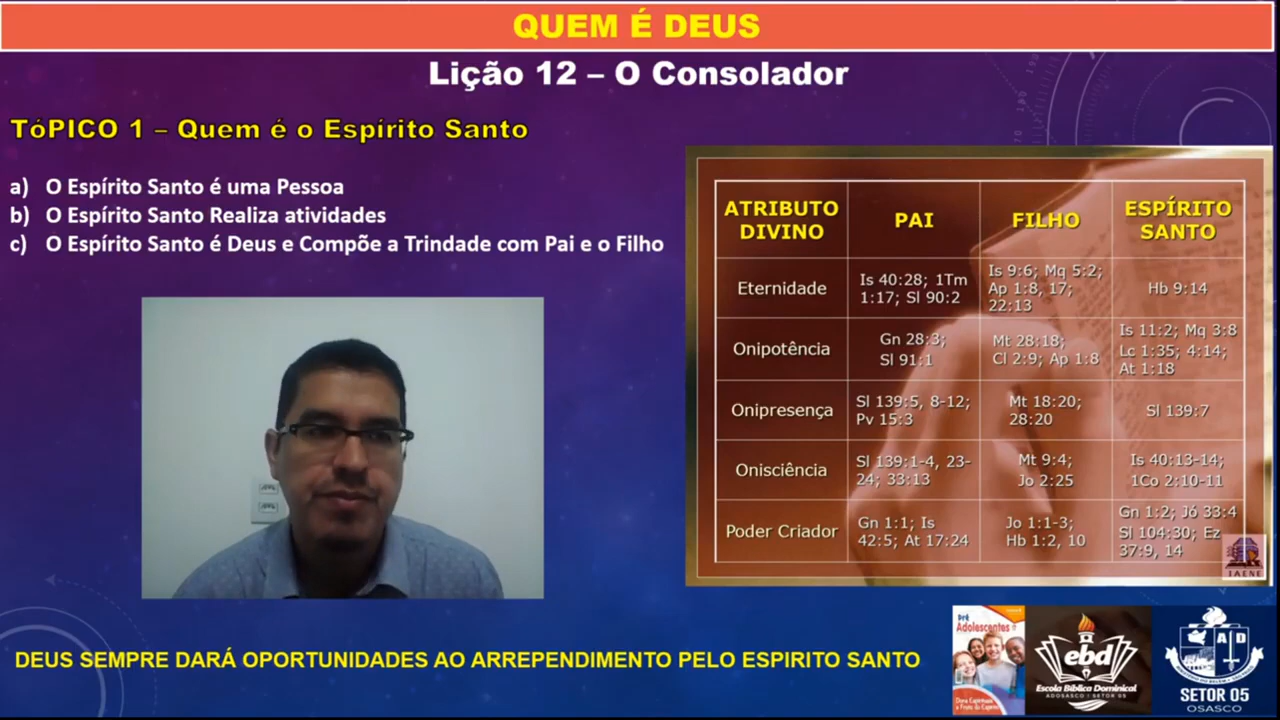 QUEM É DEUS
Lição 12 – O Consolador
TóPICO 1 – Quem é o Espírito Santo
a) O Espírito Santo é uma Pessoa
b) O Espírito Santo Realiza atividades
c) O Espírito Santo é Deus e Compõe a Trindade com Pai e o Filho
ATRIBUTO
DIVINO
PAI
FILHO
ESPÍRITO
SANTO
Eternidade
Is 40:28; 1Tm
1:17; Sl 90:2
Is 9:6; Mq 5:2;
Ap 1:8, 17;
22:13
Hb 9:14
Onipotência
Gn 28:3;
Sl 91:1
Mt 28:18;
Cl 2:9; Ap 1:8
Is 11:2; Mq 3:8
Lc 1:35; 4:14;
At 1:18
Onipresença
Sl 139:5, 8-12;
Pv 15:3
Mt 18:20;
28:20
Sl 139:7
Onisciência
Sl 139:1-4, 23-
24; 33:13
Mt 9:4;
Jo 2:25
Is 40:13-14;
1Co 2:10-11
Poder Criador
Gn 1:1; Is
42:5; At 17:24
Jo 1:1-3;
Hb 1:2, 10
Gn 1:2; Jó 33:4
Sl 104:30; Ez
37:9, 14
IAENE
DEUS SEMPRE DARÁ OPORTUNIDADES AO ARREPENDIMENTO PELO ESPIRITO SANTO
Pré
Adolescentes
ebd
Escola Bíblica Dominical
ADOSASCO | SETOR 05
A D
SETOR 05
OSASCO